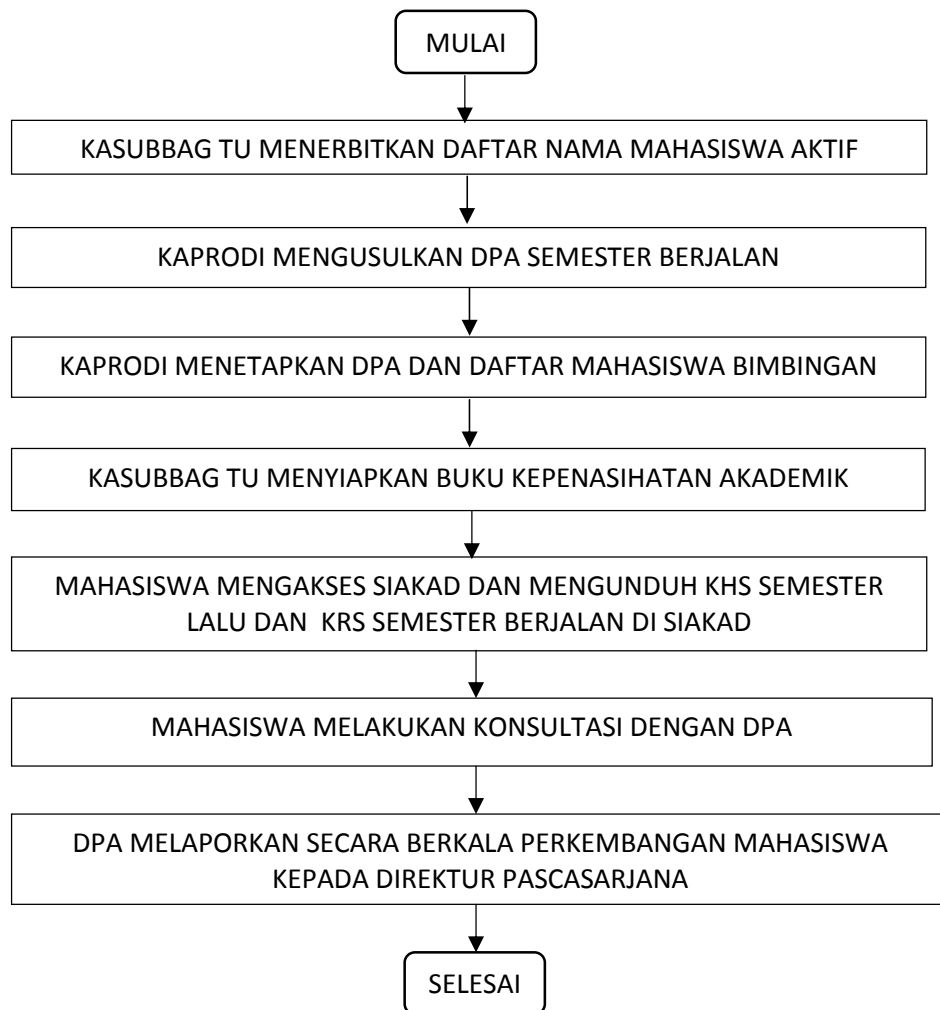 MULAI
KASUBBAG TU MENERBITKAN DAFTAR NAMA MAHASISWA AKTIF
KAPRODI MENGUSULKAN DPA SEMESTER BERJALAN
KAPRODI MENETAPKAN DPA DAN DAFTAR MAHASISWA BIMBINGAN
KASUBBAG TU MENYIAPKAN BUKU KEPENASIHATAN AKADEMIK
MAHASISWA MENGAKSES SIAKAD DAN MENGUNDUH KHS SEMESTER
LALU DAN  KRS SEMESTER BERJALAN DI SIAKAD
MAHASISWA MELAKUKAN KONSULTASI DENGAN DPA
DPA MELAPORKAN SECARA BERKALA PERKEMBANGAN MAHASISWA
KEPADA DIREKTUR PASCASARJANA
SELESAI